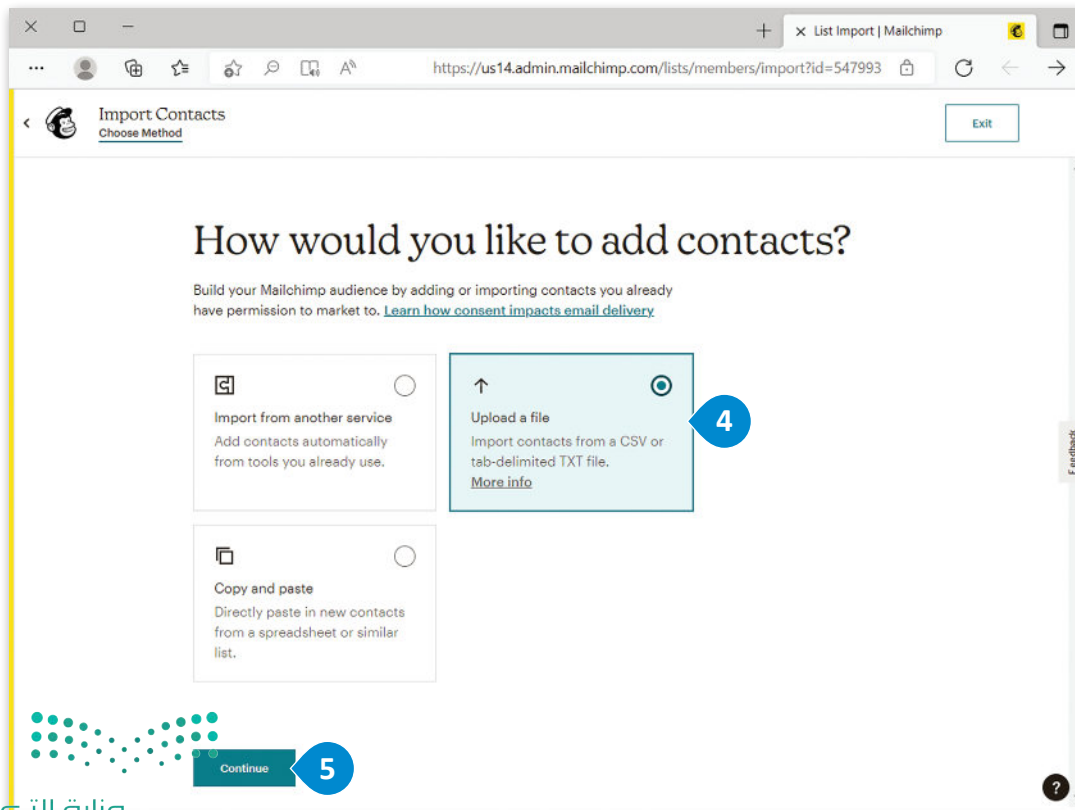 List Import | Mailchimp
https://us14.admin.mailchimp.com/lists/members/import?id=547993
Import Contacts
Choose Method
Exit
How would you like to add contacts?
Build your Mailchimp audience by adding or importing contacts you already
have permission to market to. Learn how consent impacts email delivery
Import from another service
Add contacts automatically
from tools you already use.
Upload a file
Import contacts from a CSV or
tab-delimited TXT file.
More info
4
Copy and paste
Directly paste in new contacts
from a spreadsheet or similar
list.
Feedback
Continue
5
?